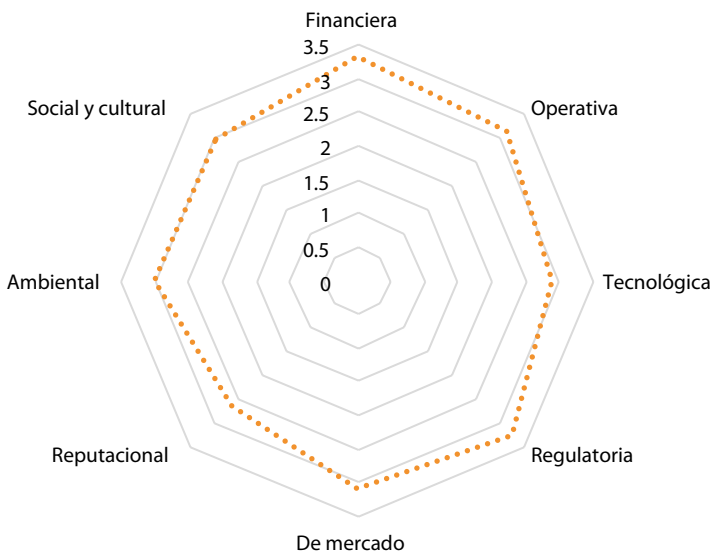 Financiera
3.5
3
Social y cultural
Operativa
2.5
2
1.5
1
0.5
Ambiental
0
Tecnológica
Reputacional
Regulatoria
De mercado